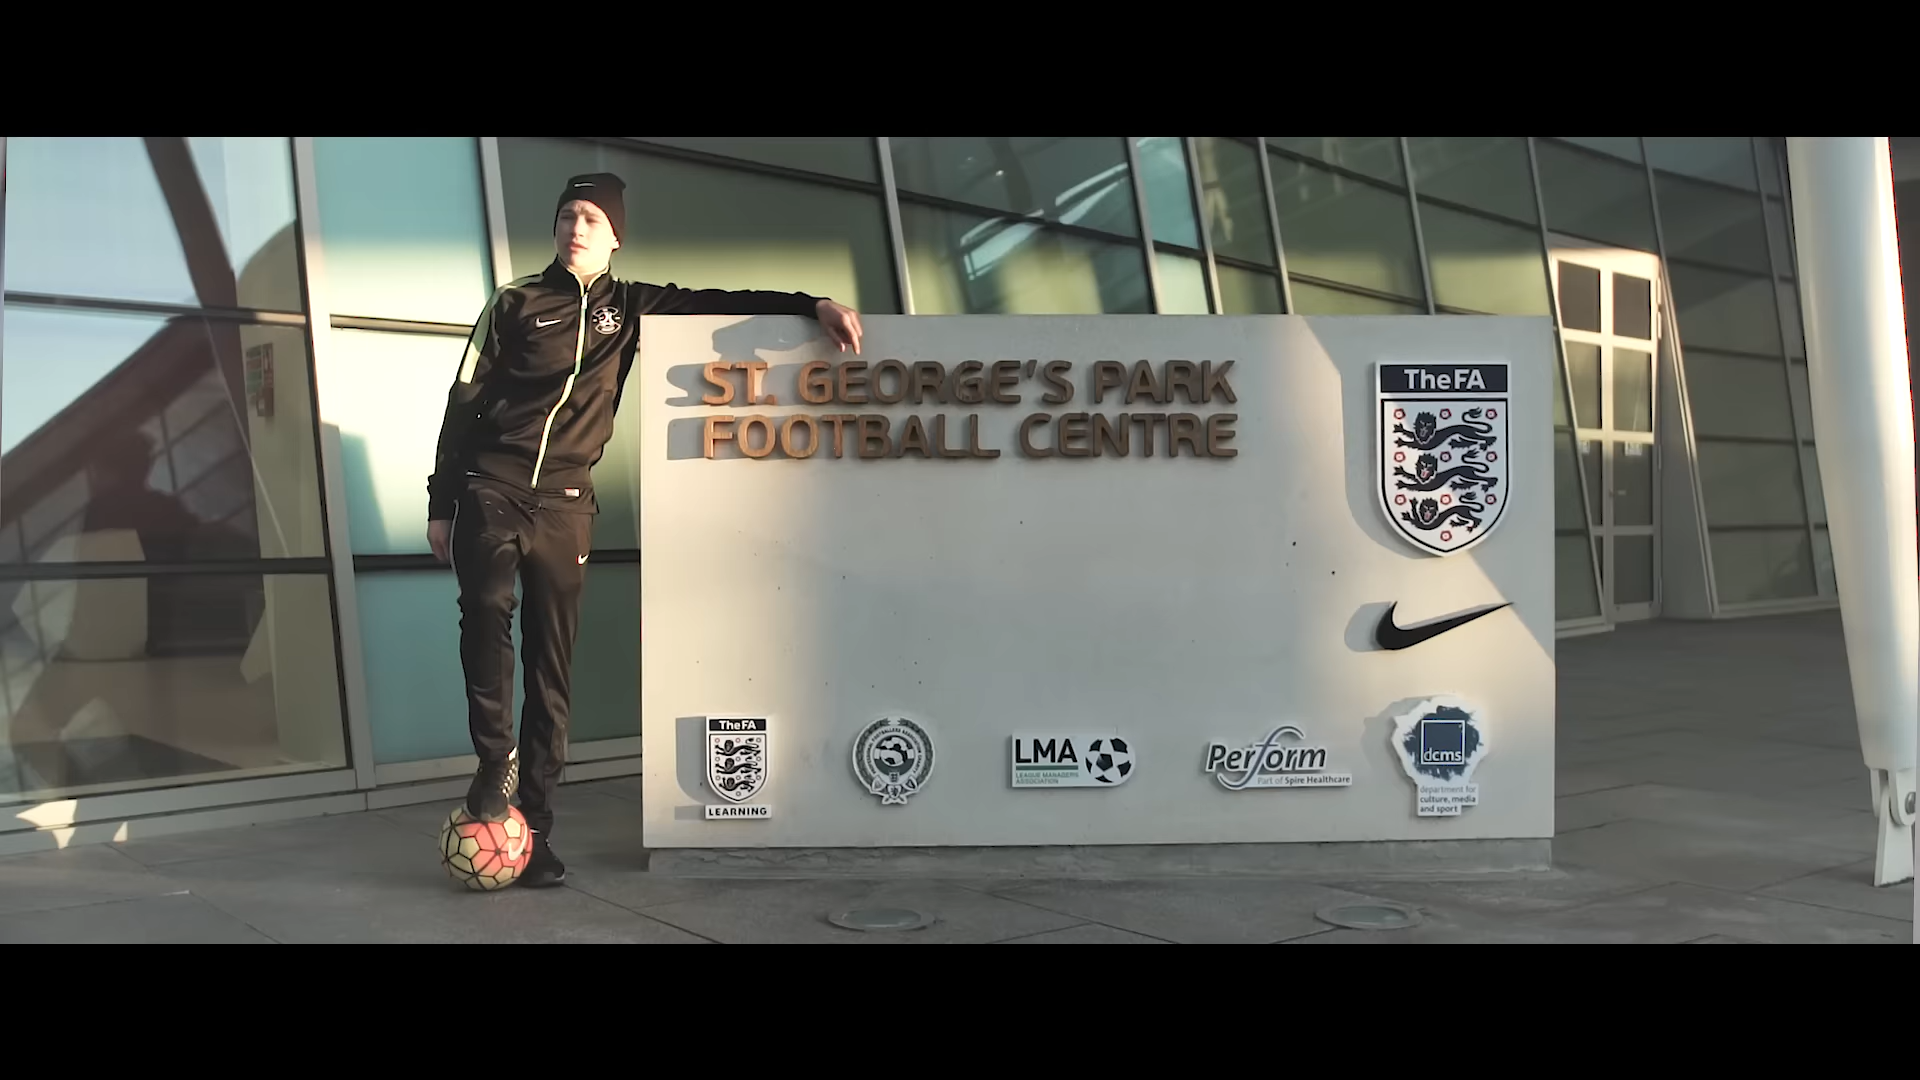 ST. GEORGE'S PARK
FOOTBALL CENTRE
TheFA
TheFA
LEARNING
LMA
LEAGUE MANAGERS
ASSOCIATION
Perform
Part of Spire Healthcare
dcms
department for
culture, media
and sport